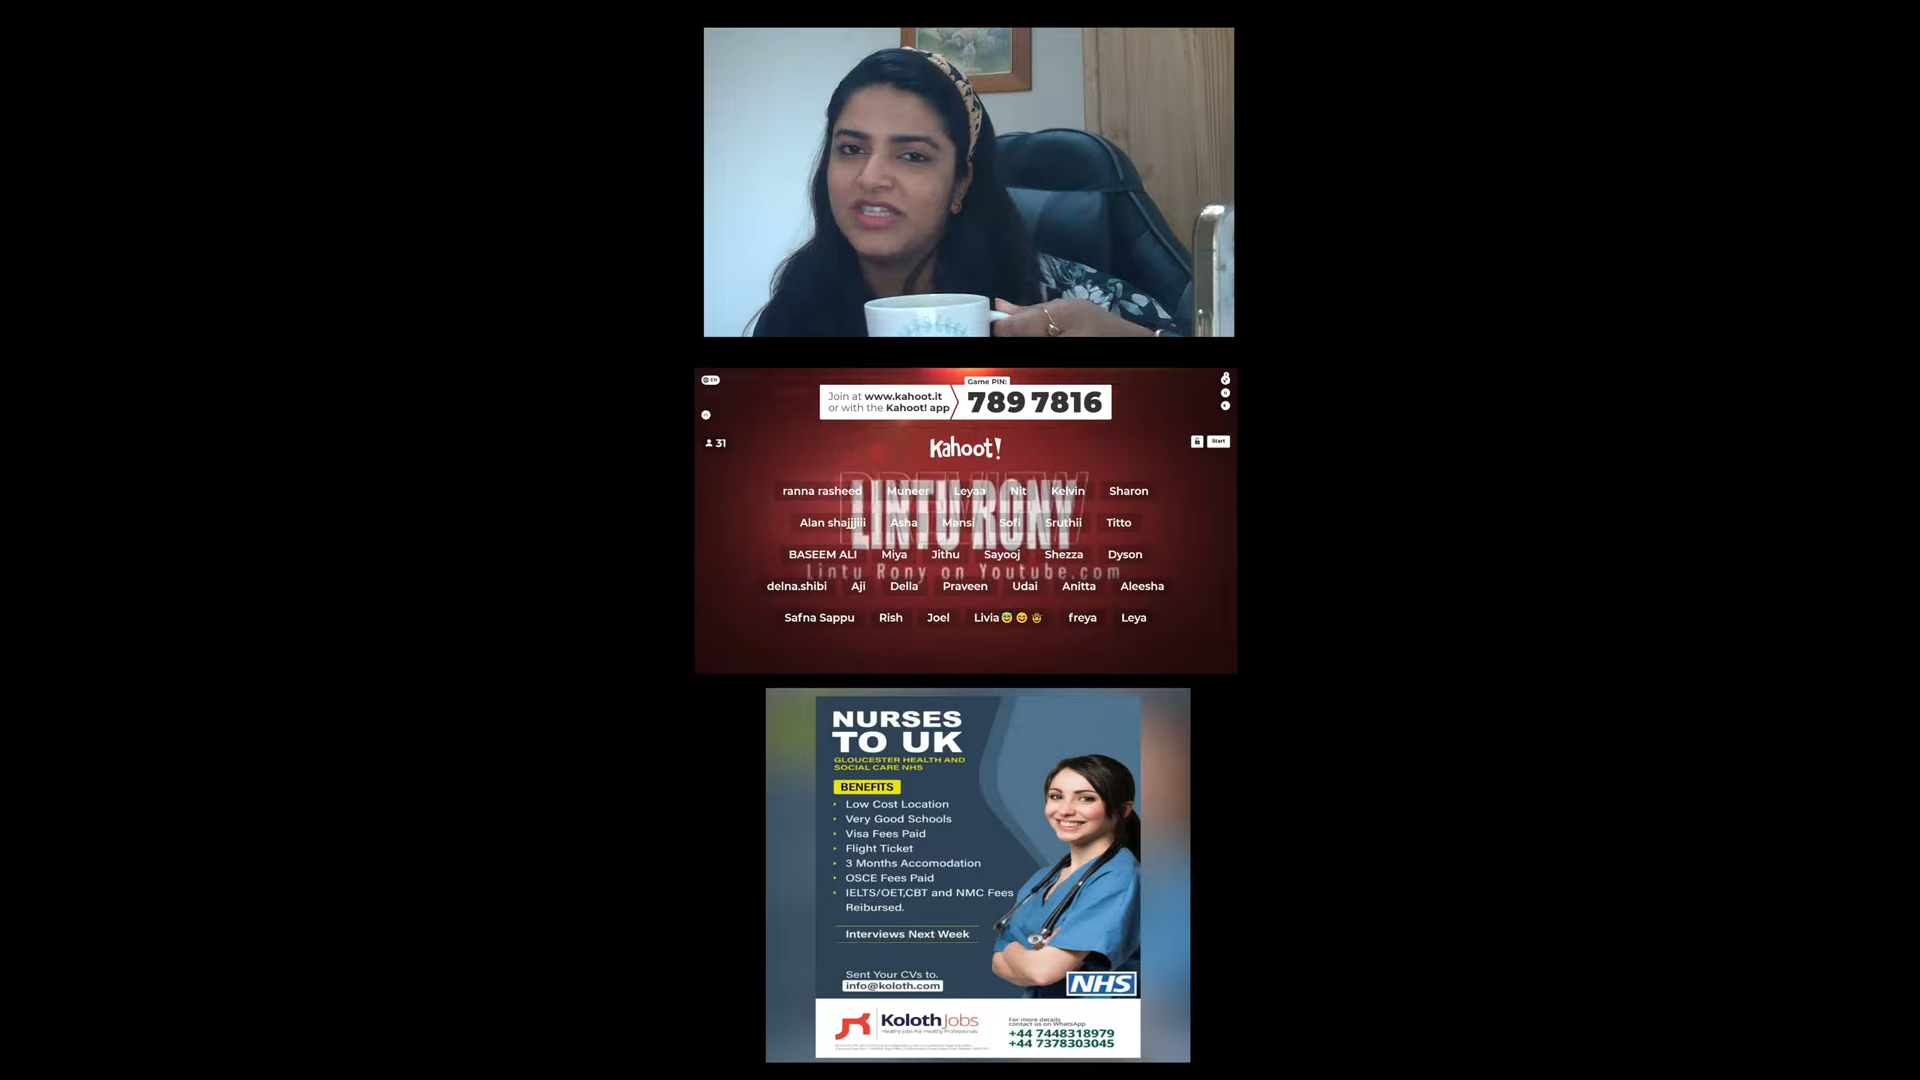 EN
Join at www.kahoot.it
or with the Kahoot! app
Game PIN:
789 7816
31
Kahoot!
Start
LINTU RONY
Lintu Rony on Youtube.com
ranna rasheed Muneer Leyaa Nit Kelvin Sharon
Alan shajjjiii Asha Mansi Sofi Sruthii Titto
BASEEM ALI Miya Jithu Sayooj Shezza Dyson
delna.shibi Aji Della Praveen Udai Anitta Aleesha
Safna Sappu Rish Joel Livia😇😆🤠 freya Leya
NURSES
TO UK
GLOUCESTER HEALTH AND
SOCIAL CARE NHS
BENEFITS
Low Cost Location
Very Good Schools
Visa Fees Paid
Flight Ticket
3 Months Accomodation
OSCE Fees Paid
IELTS/OET,CBT and NMC Fees
Reibursed.
Interviews Next Week
Sent Your CVs to.
info@koloth.com
NHS
Koloth Jobs
Healthy Jobs For Healthy Professionals
For more details
contact us on WhatsApp
+44 7448318979
+44 7378303045